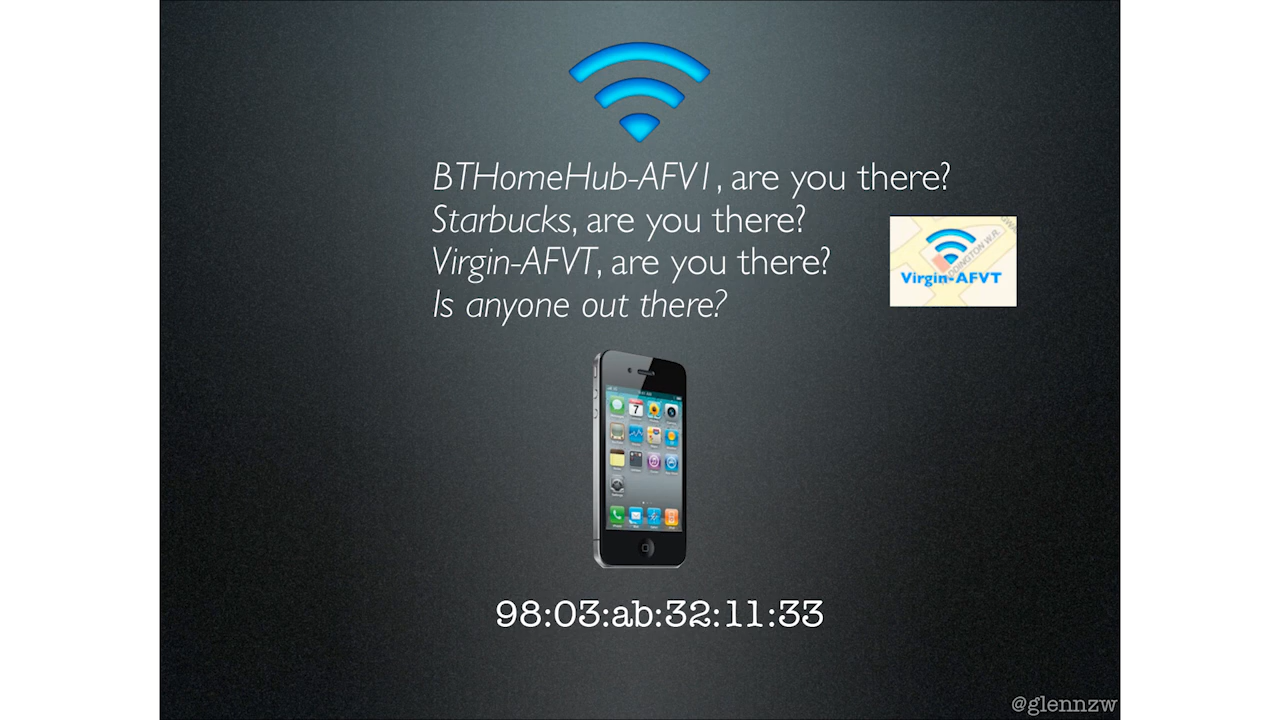 BTHomeHub-AFV1, are you there?
Starbucks, are you there?
Virgin-AFVT, are you there?
Is anyone out there?
Virgin-AFVT
98:03:ab:32:11:33
@glennzw